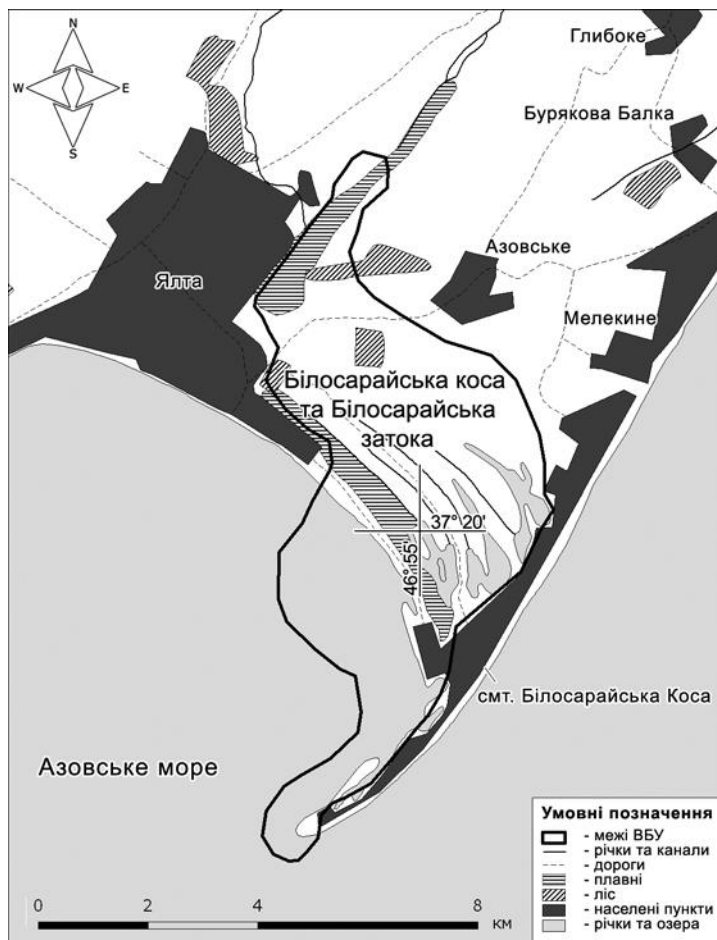 N
W E
S
Глибоке
Бурякова Балка
Азовське
Ялта
Мелекине
Білосарайська коса
та Білосарайська
затока
37° 20'
46° 55'
смт. Білосарайська Коса
Азовське море
Умовні позначення
- межі ВБУ
- річки та канали
- дороги
- плавні
- ліс
- населені пункти
- річки та озера
0 2 4 8
км